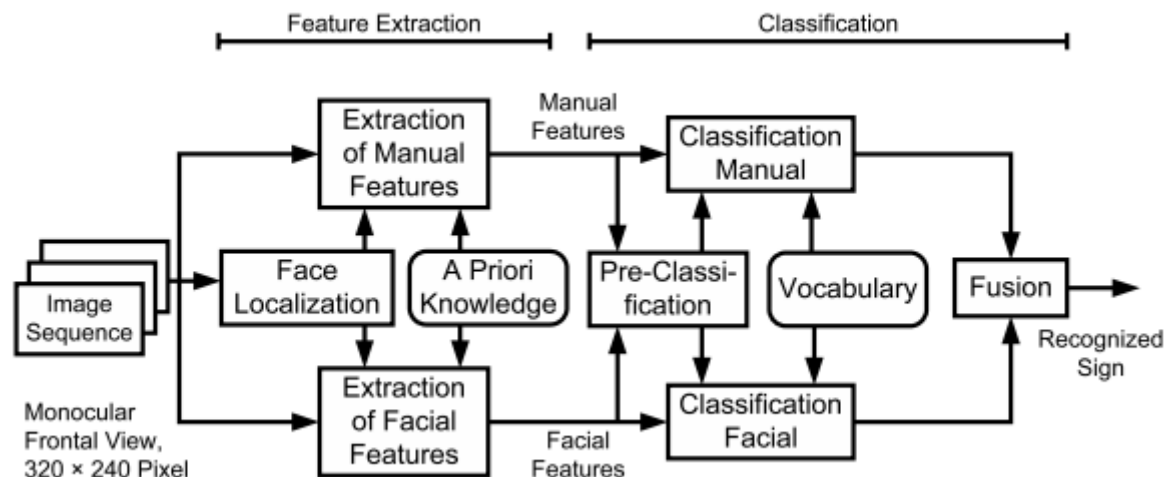 Feature Extraction
Classification
Manual
Features
Extraction
of Manual
Features
Classification
Manual
Image
Sequence
Face
Localization
A Priori
Knowledge
Pre-Classi-
fication
Vocabulary
Fusion
Recognized
Sign
Extraction
of Facial
Features
Classification
Facial
Facial
Features
Monocular
Frontal View,
320 × 240 Pixel